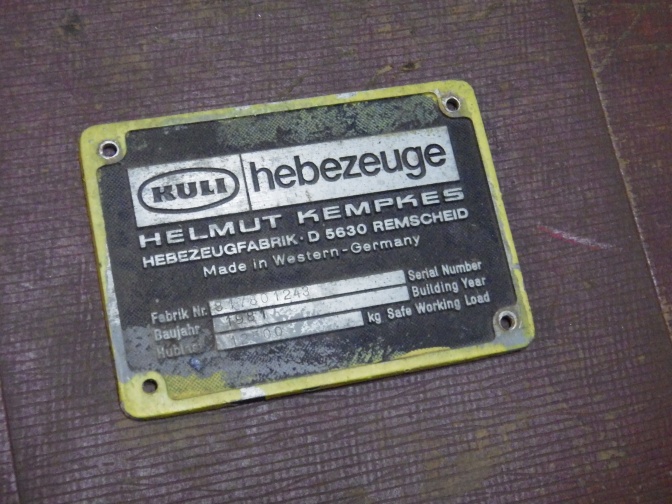 KULI hebezeuge
HELMUT KEMPKES
HEBEZEUGFABRIK · D 5630 REMSCHEID
Made in Western-Germany
Fabrik Nr. Serial Number
Baujahr Building Year
kg Safe Working Load